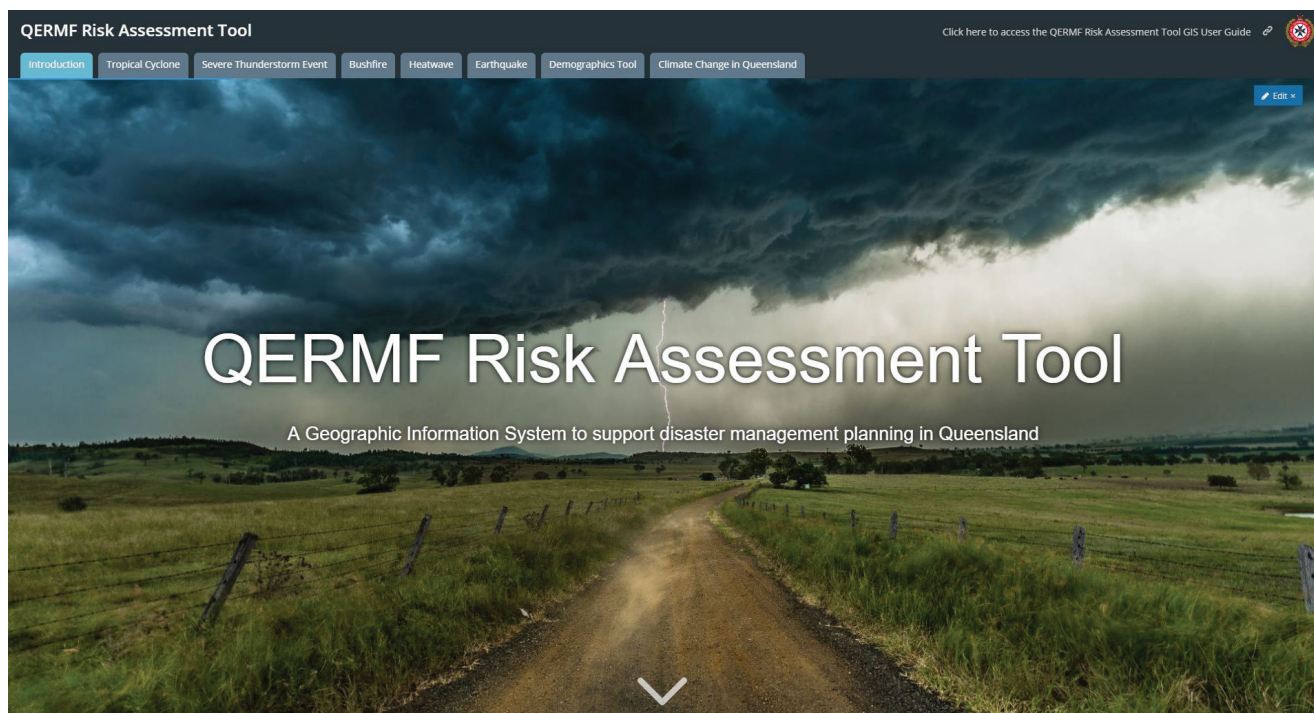 QERMF Risk Assessment Tool
Click here to access the QERMF Risk Assessment Tool GIS User Guide
Introduction
Tropical Cyclone
Severe Thunderstorm Event
Bushfire
Heatwave
Earthquake
Demographics Tool
Climate Change in Queensland
Edit ×
QERMF Risk Assessment Tool
A Geographic Information System to support disaster management planning in Queensland